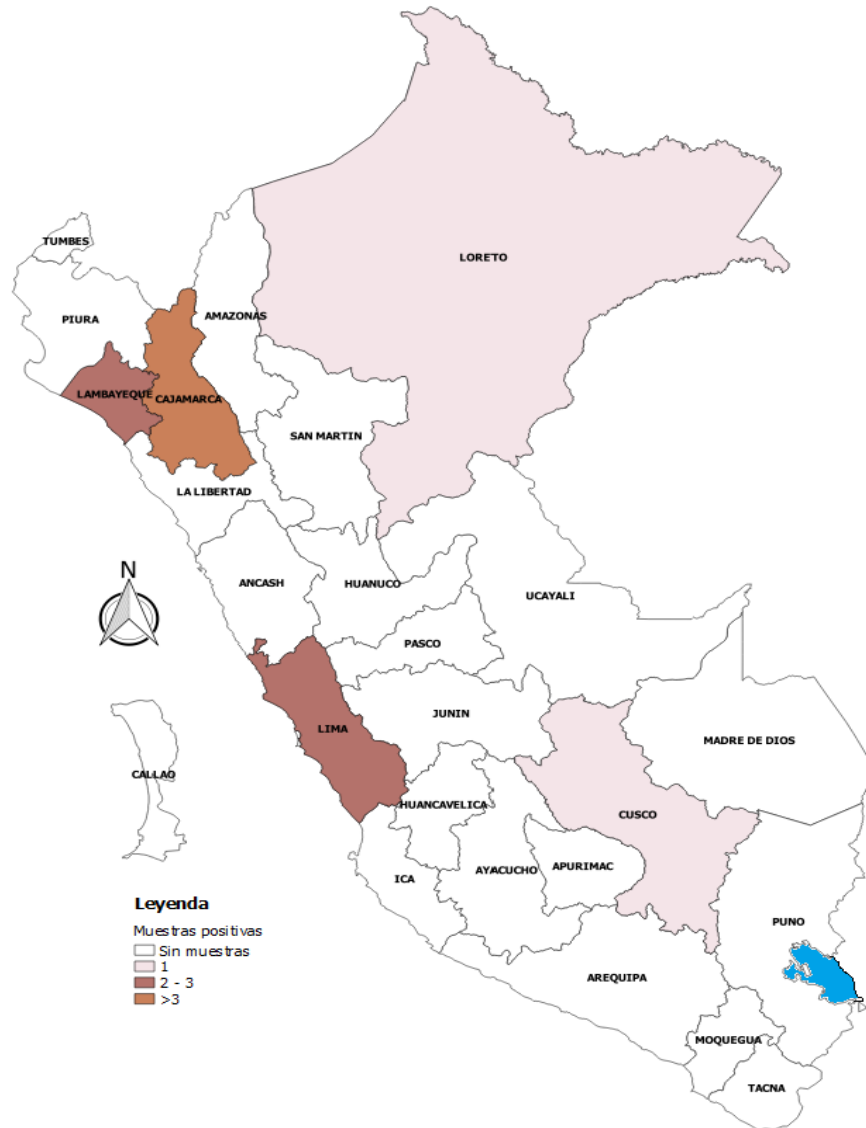 TUMBES
LORETO
PIURA
AMAZONAS
LAMBAYEQUE
CAJAMARCA
SAN MARTIN
LA LIBERTAD
N
ANCASH
HUANUCO
UCAYALI
PASCO
JUNIN
LIMA
MADRE DE DIOS
CALLAO
HUANCAVELICA
CUSCO
ICA
AYACUCHO
APURIMAC
PUNO
AREQUIPA
MOQUEGUA
TACNA
Leyenda
Muestras positivas
Sin muestras
1
2 - 3
>3